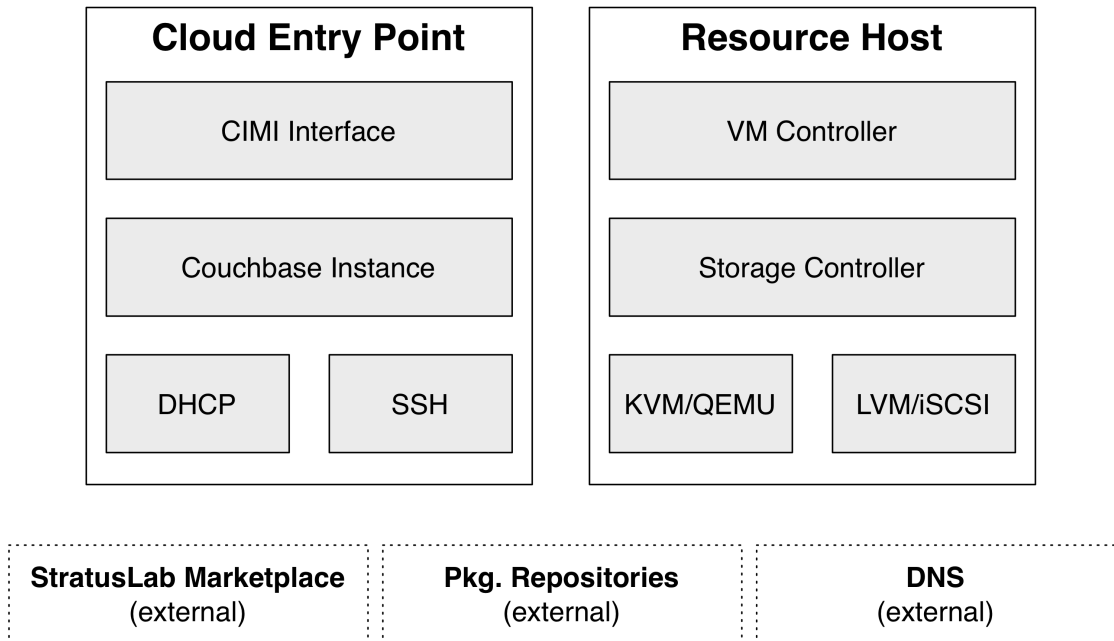 Cloud Entry Point
CIMI Interface
Couchbase Instance
DHCP
SSH
Resource Host
VM Controller
Storage Controller
KVM/QEMU
LVM/iSCSI
StratusLab Marketplace
(external)
Pkg. Repositories
(external)
DNS
(external)